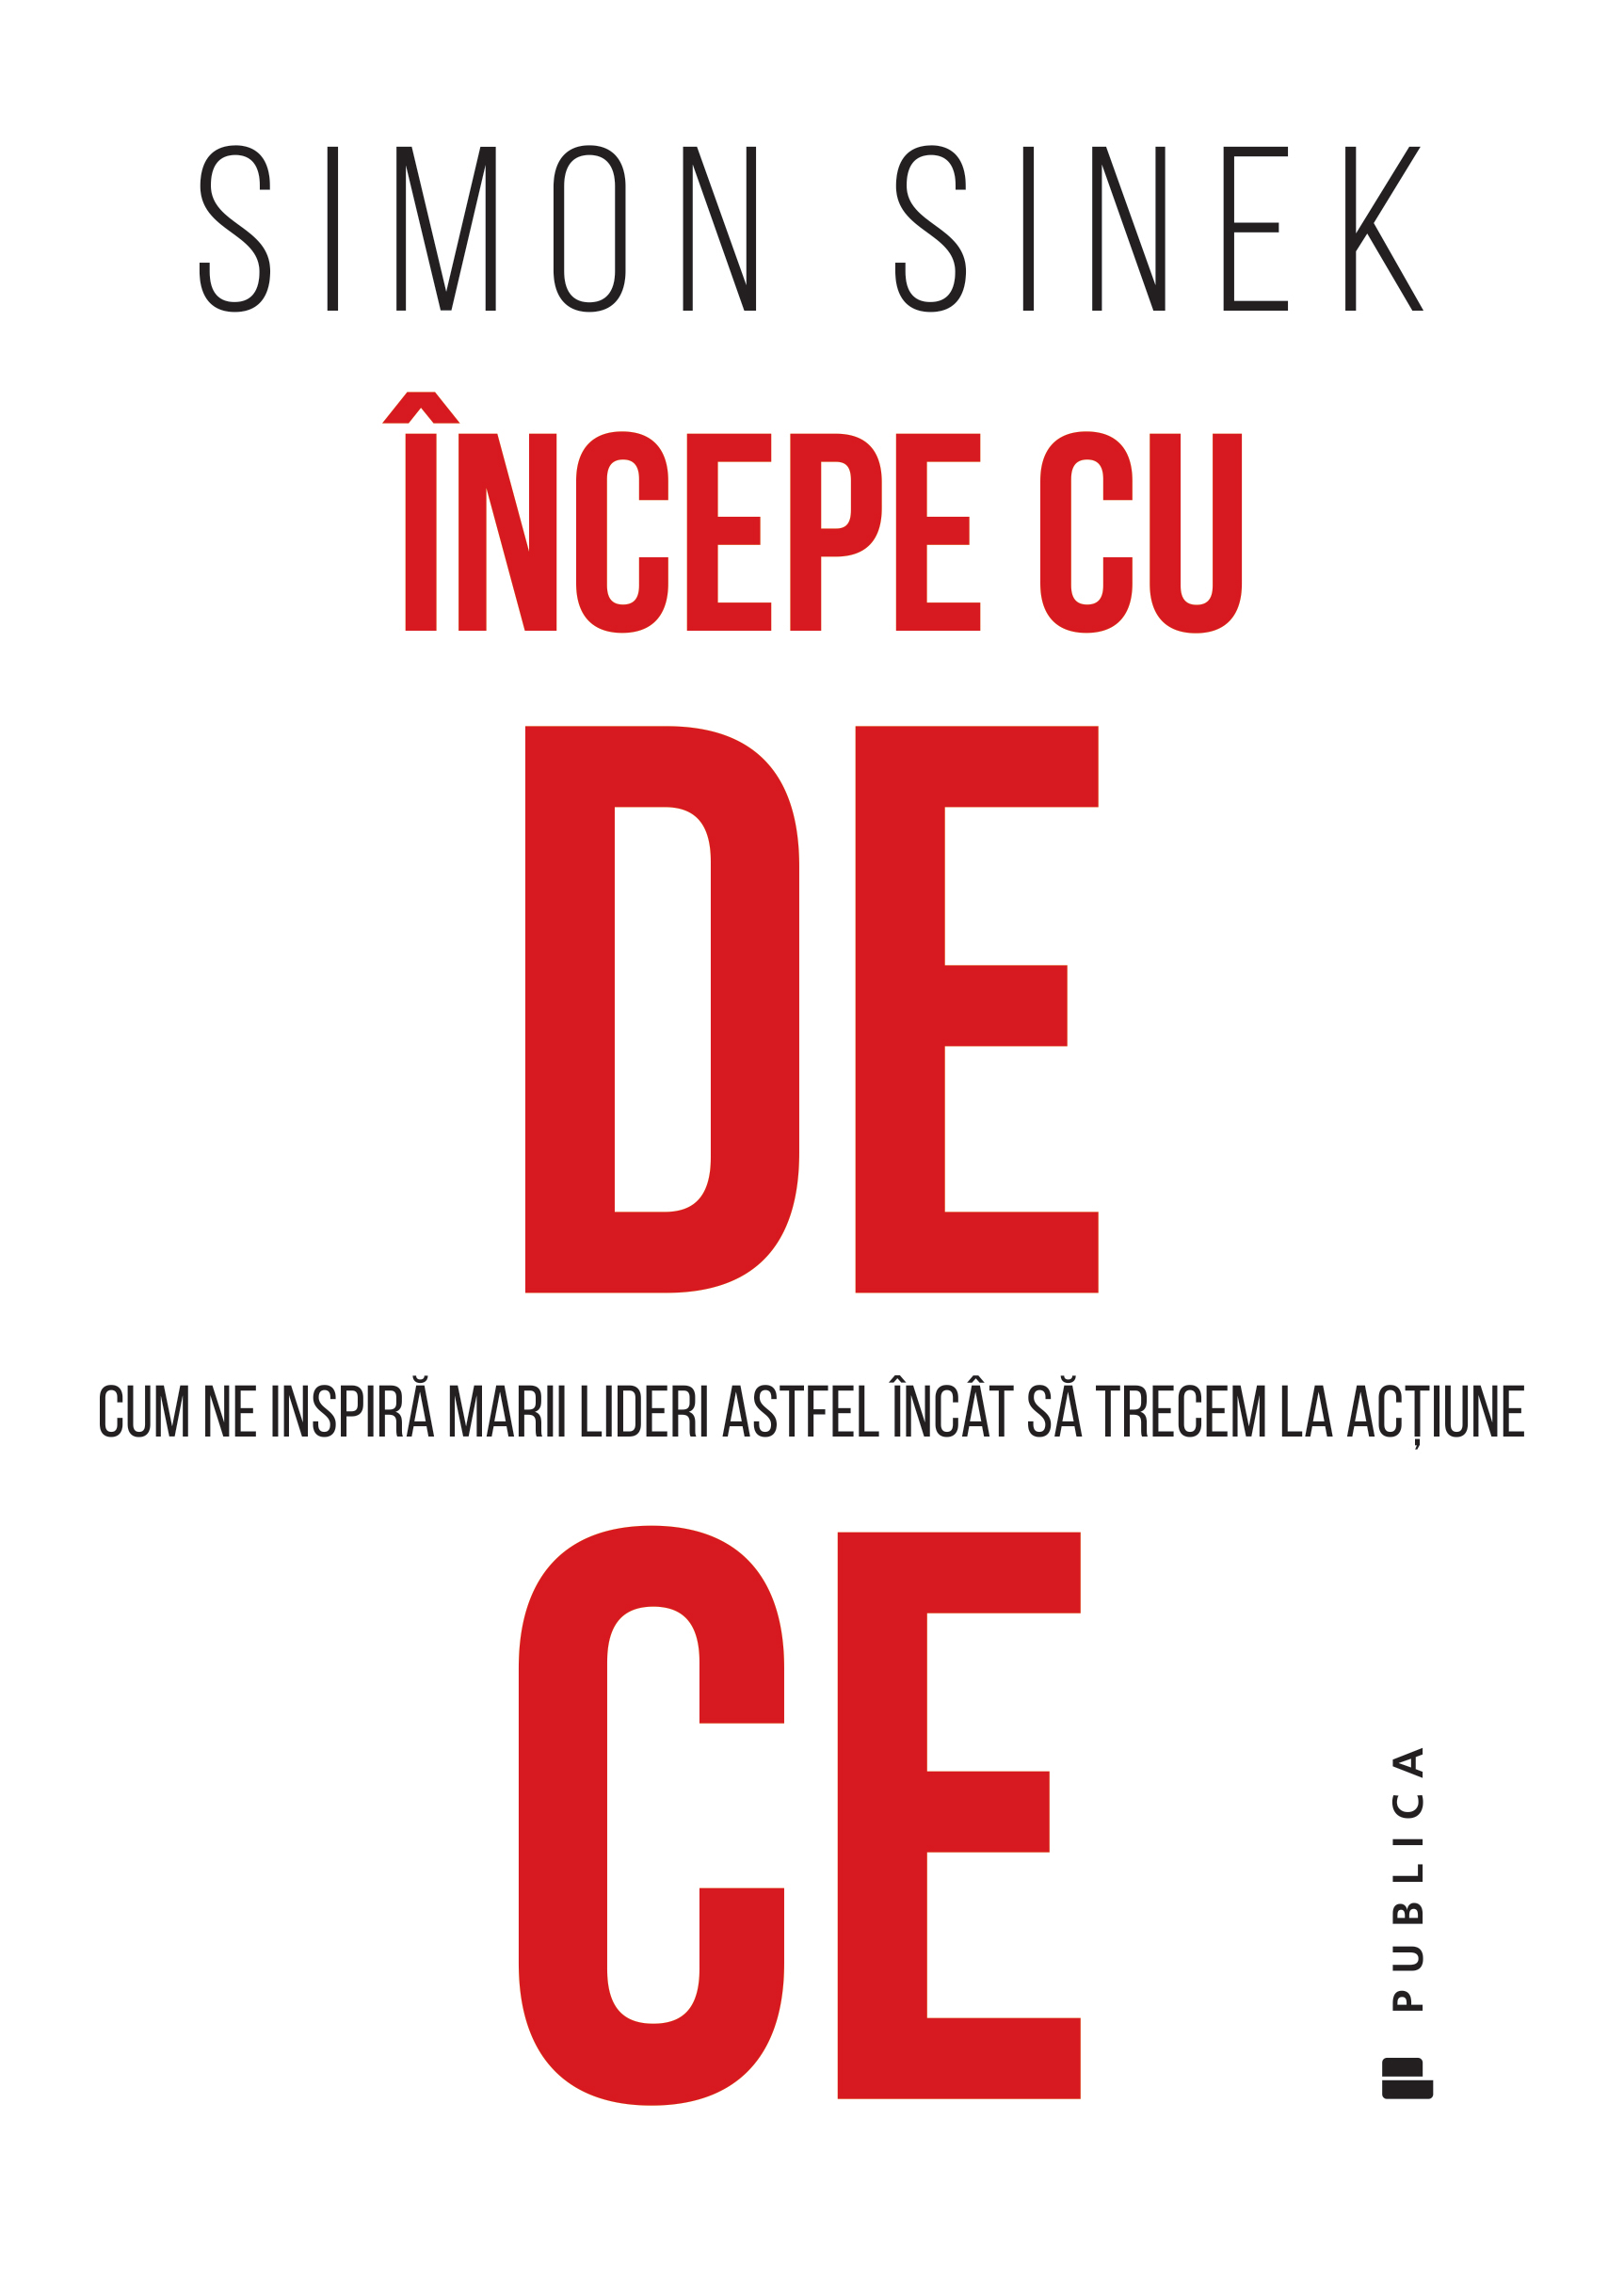 SIMON SINEK
ÎNCEPE CU
DE
CUM NE INSPIRĂ MARII LIDERI ASTFEL ÎNCÂT SĂ TRECEM LA ACȚIUNE
CE
PUBLICA